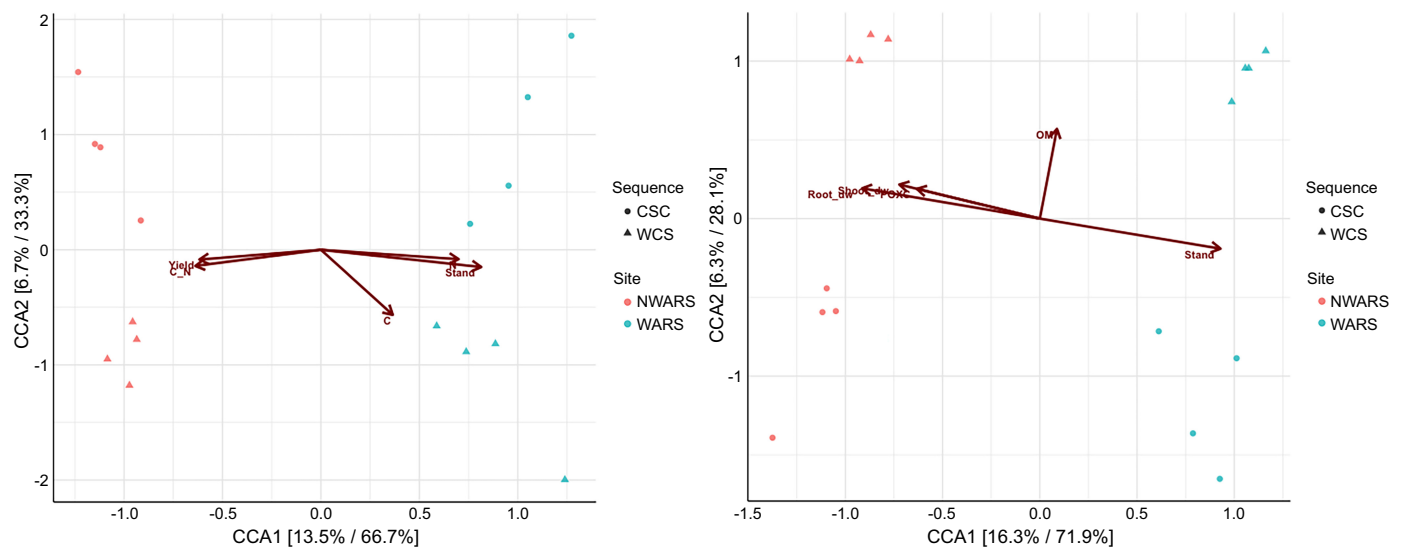 2
1
0
-1
-2
CCA2 [6.7% / 33.3%]
Yield
C_N
N
Stand
C
-1.0
-0.5
0.0
0.5
1.0
CCA1 [13.5% / 66.7%]
Sequence
CSC
WCS
Site
NWARS
WARS
1
0
-1
CCA2 [6.3% / 28.1%]
OM
Root_dw
Shoot_dw
POXC
Stand
-1.5
-1.0
-0.5
0.0
0.5
1.0
CCA1 [16.3% / 71.9%]
Sequence
CSC
WCS
Site
NWARS
WARS